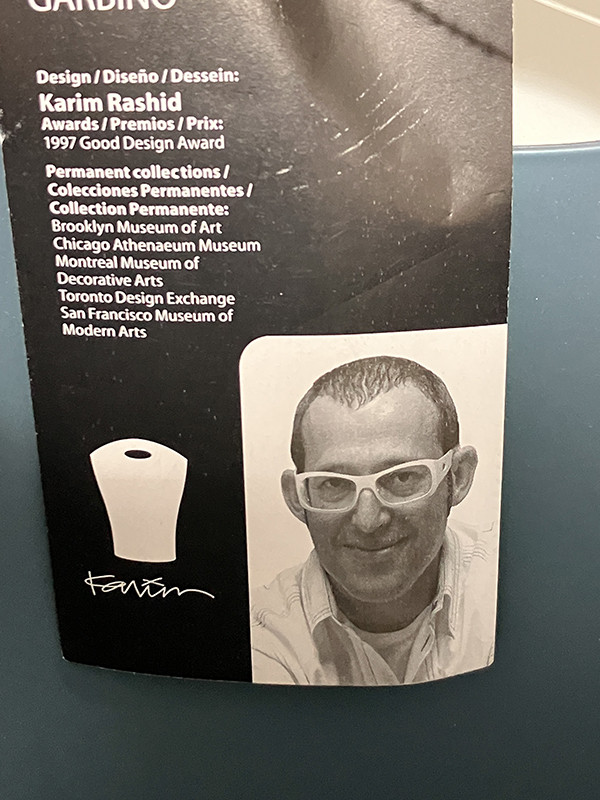 GARBINO
Design / Diseño / Dessein:
Karim Rashid
Awards / Premios / Prix:
1997 Good Design Award
Permanent collections /
Colecciones Permanentes /
Collection Permanente:
Brooklyn Museum of Art
Chicago Athenaeum Museum
Montreal Museum of
Decorative Arts
Toronto Design Exchange
San Francisco Museum of
Modern Arts
Karim